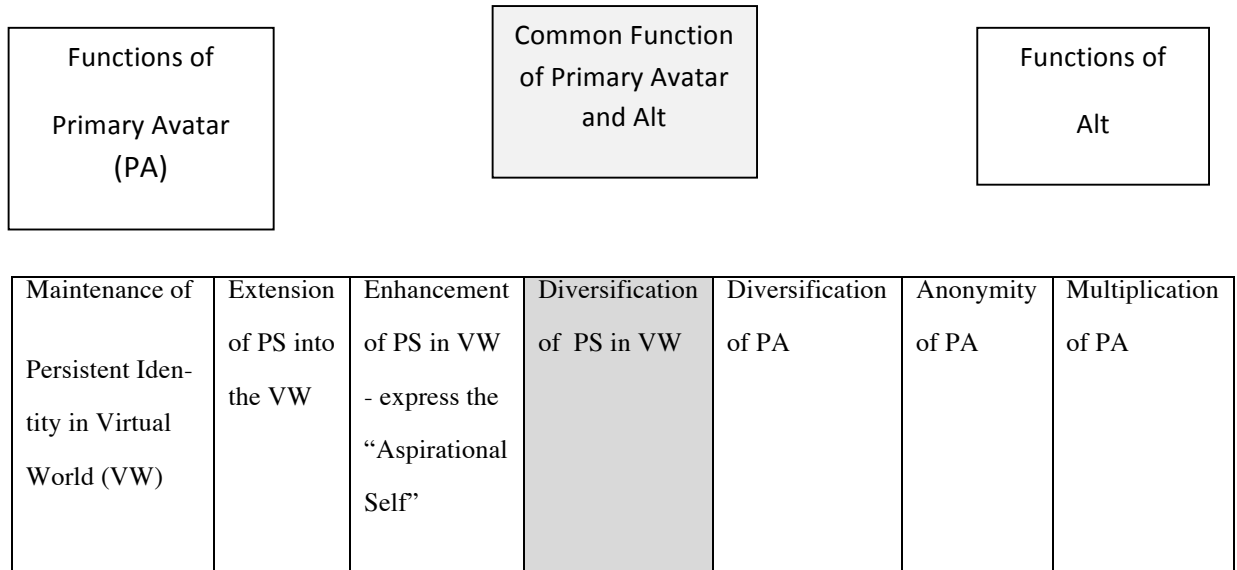 Functions of
Primary Avatar
(PA)
Common Function
of Primary Avatar
and Alt
Functions of
Alt
Maintenance of
Persistent Iden-
tity in Virtual
World (VW)
Extension
of PS into
the VW
Enhancement
of PS in VW
- express the
“Aspirational
Self”
Diversification
of PS in VW
Diversification
of PA
Anonymity
of PA
Multiplication
of PA